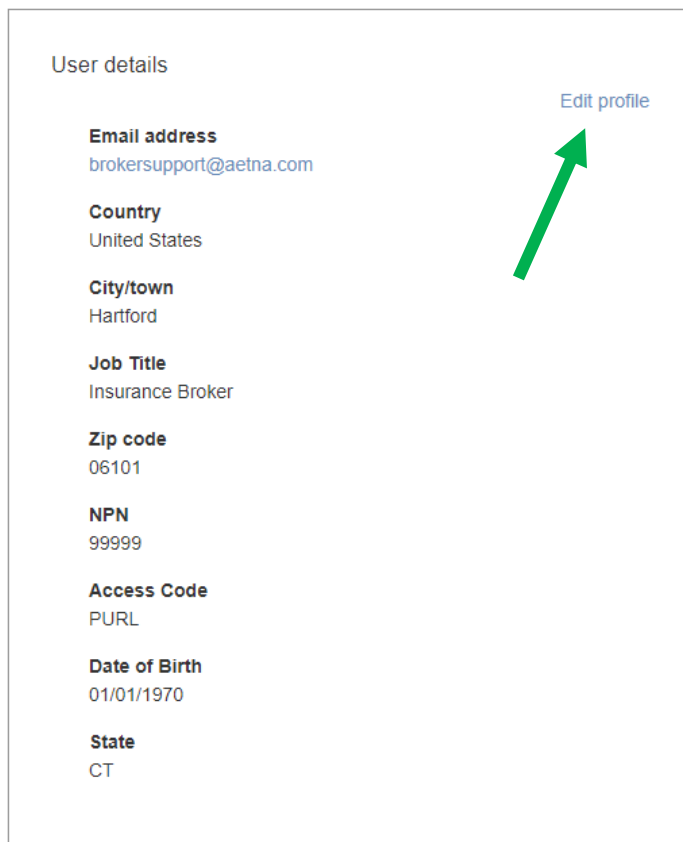 User details
Edit profile
Email address
brokersupport@aetna.com
Country
United States
City/town
Hartford
Job Title
Insurance Broker
Zip code
06101
NPN
99999
Access Code
PURL
Date of Birth
01/01/1970
State
CT